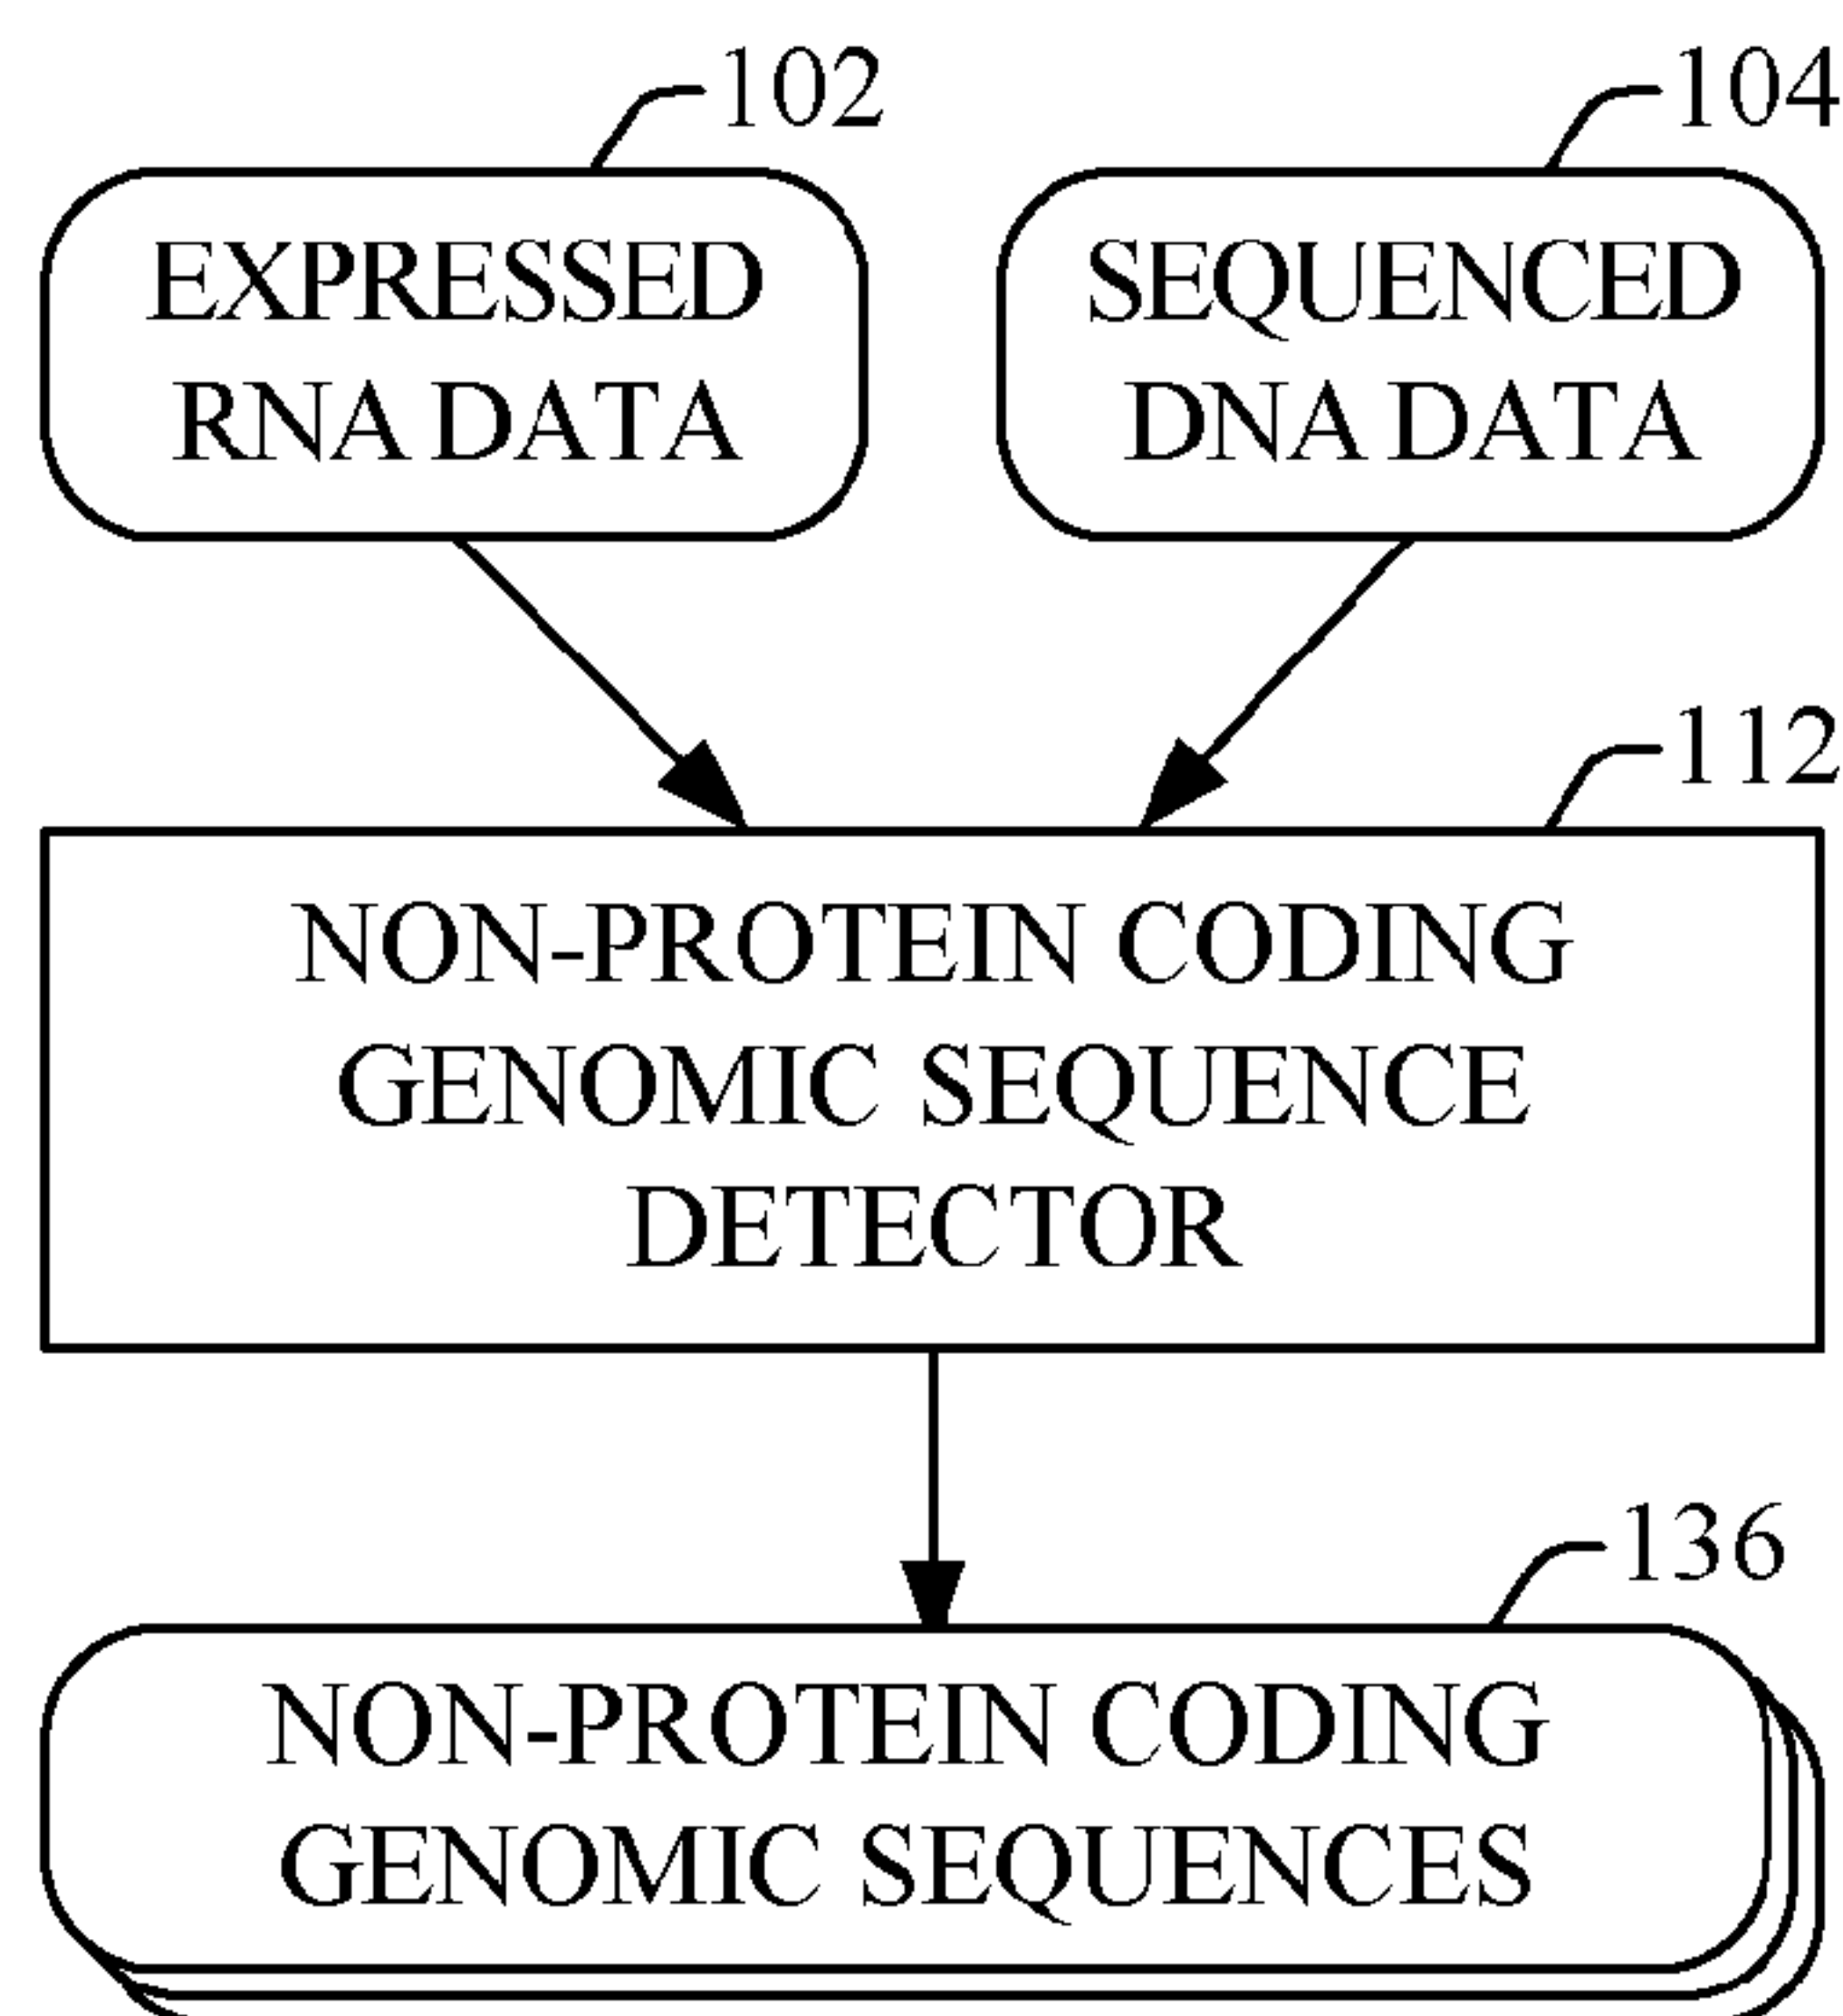 102
104
EXPRESSED
RNA DATA
SEQUENCED
DNA DATA
112
NON-PROTEIN CODING
GENOMIC SEQUENCE
DETECTOR
136
NON-PROTEIN CODING
GENOMIC SEQUENCES